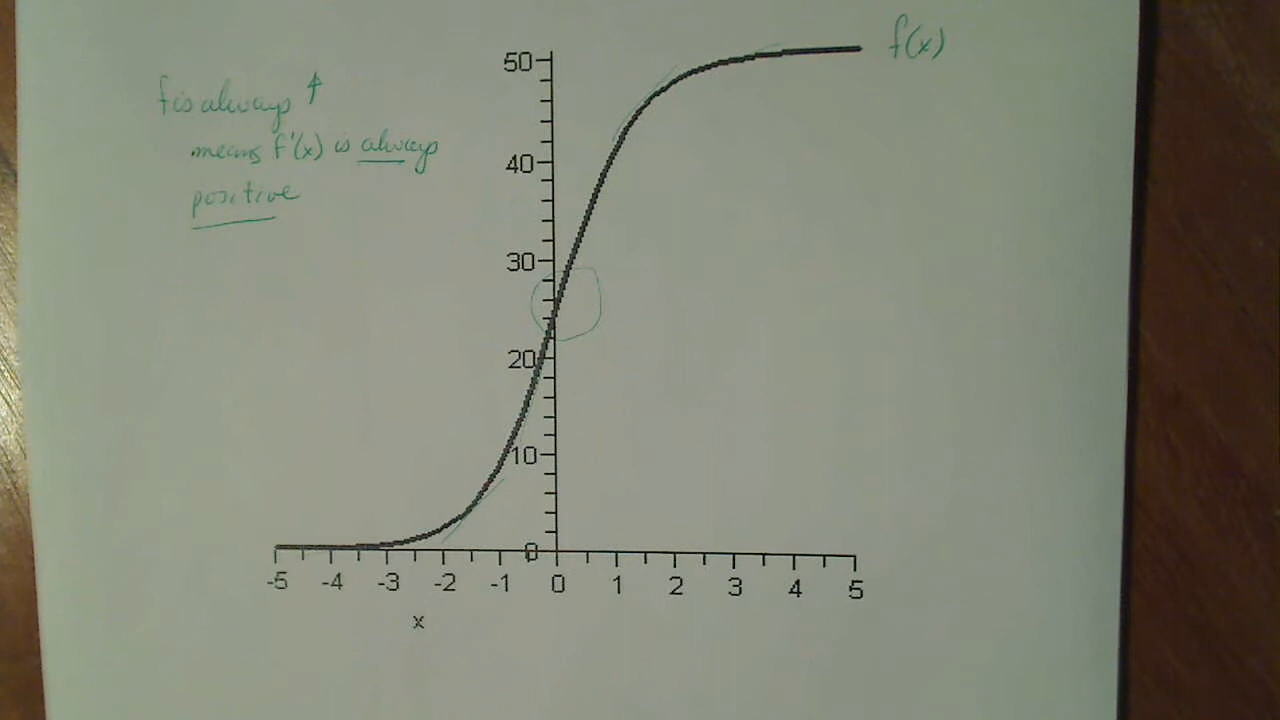 f(x)
f is always ↑
means f'(x) is always
positive
50
40
30
20
10
0
-5 -4 -3 -2 -1 0 1 2 3 4 5
x